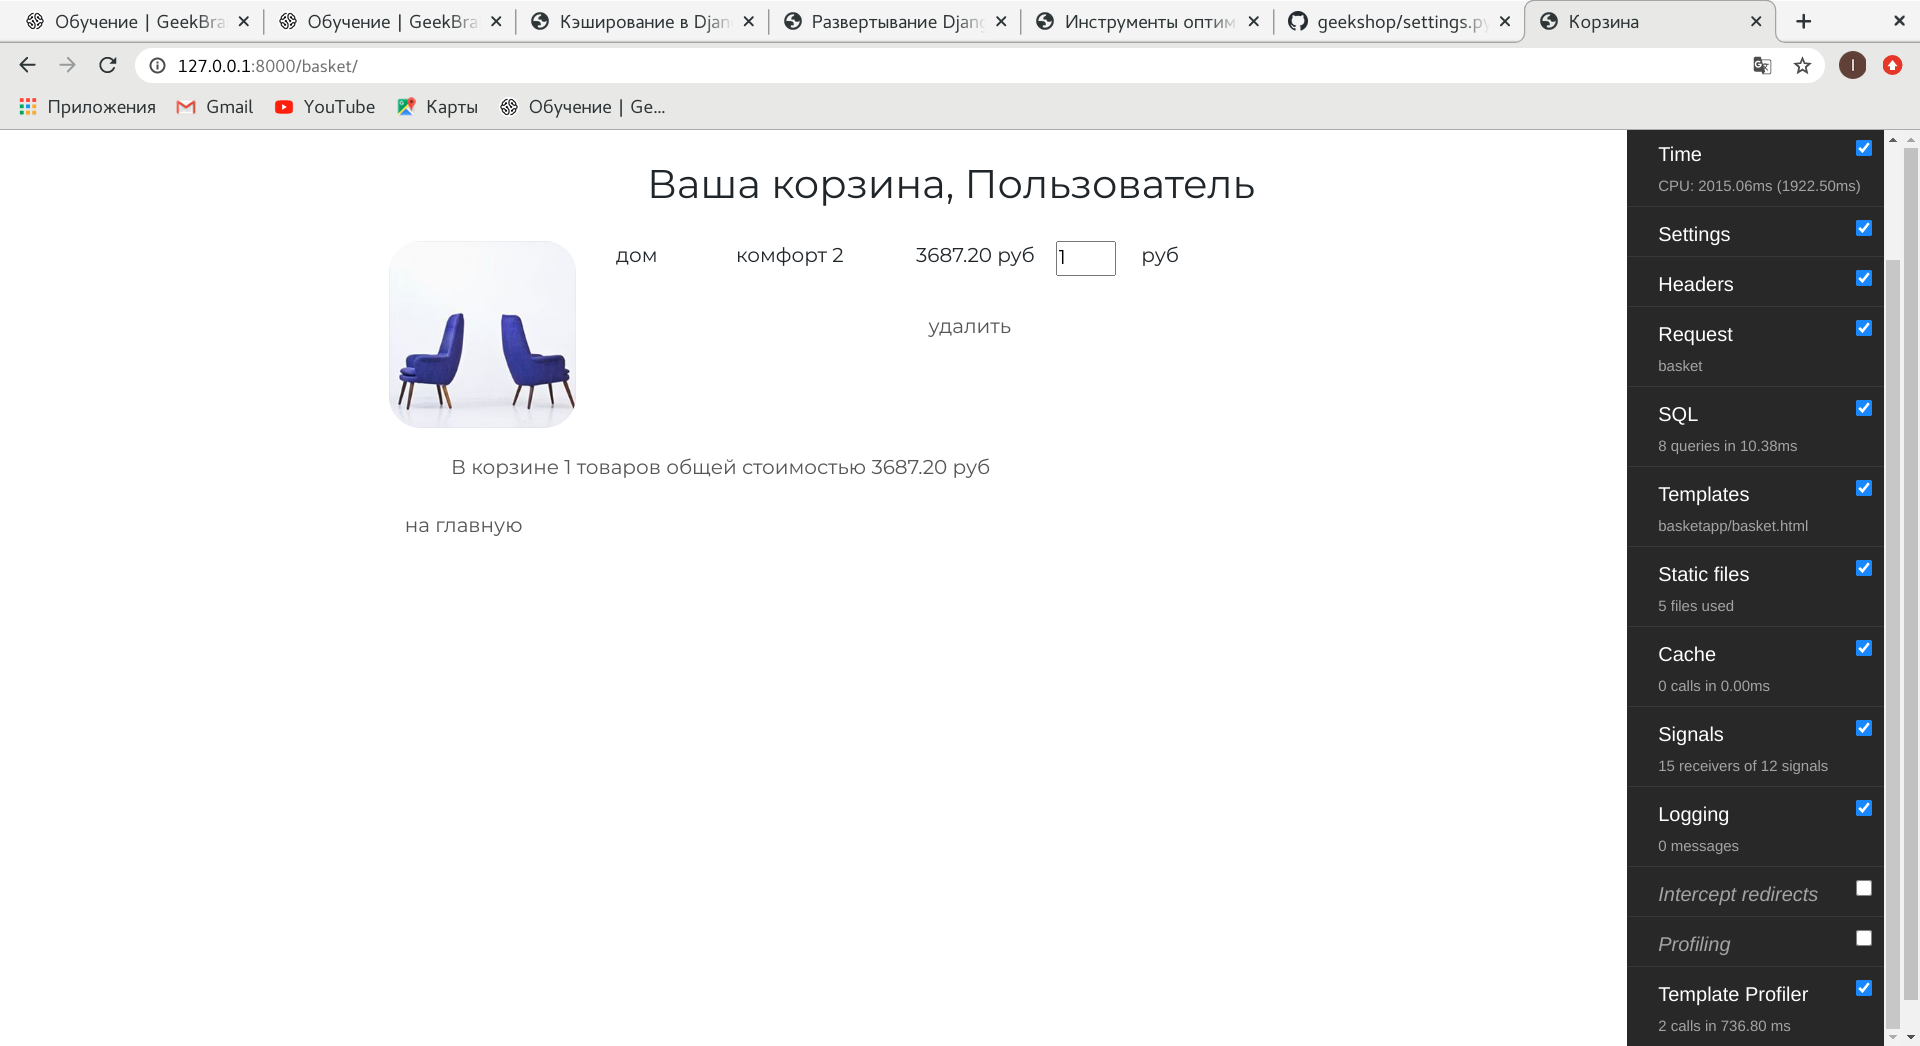 Обучение | GeekBra
Обучение | GeekBra
Кэширование в Djan
Развертывание Djang
Инструменты оптим
geekshop/settings.py
Корзина
127.0.0.1:8000/basket/
I
Приложения
Gmail
YouTube
Карты
Обучение | Ge...
Ваша корзина, Пользователь
дом
комфорт 2
3687.20 руб
1
руб
удалить
В корзине 1 товаров общей стоимостью 3687.20 руб
на главную
Time
CPU: 2015.06ms (1922.50ms)
Settings
Headers
Request
basket
SQL
8 queries in 10.38ms
Templates
basketapp/basket.html
Static files
5 files used
Cache
0 calls in 0.00ms
Signals
15 receivers of 12 signals
Logging
0 messages
Intercept redirects
Profiling
Template Profiler
2 calls in 736.80 ms